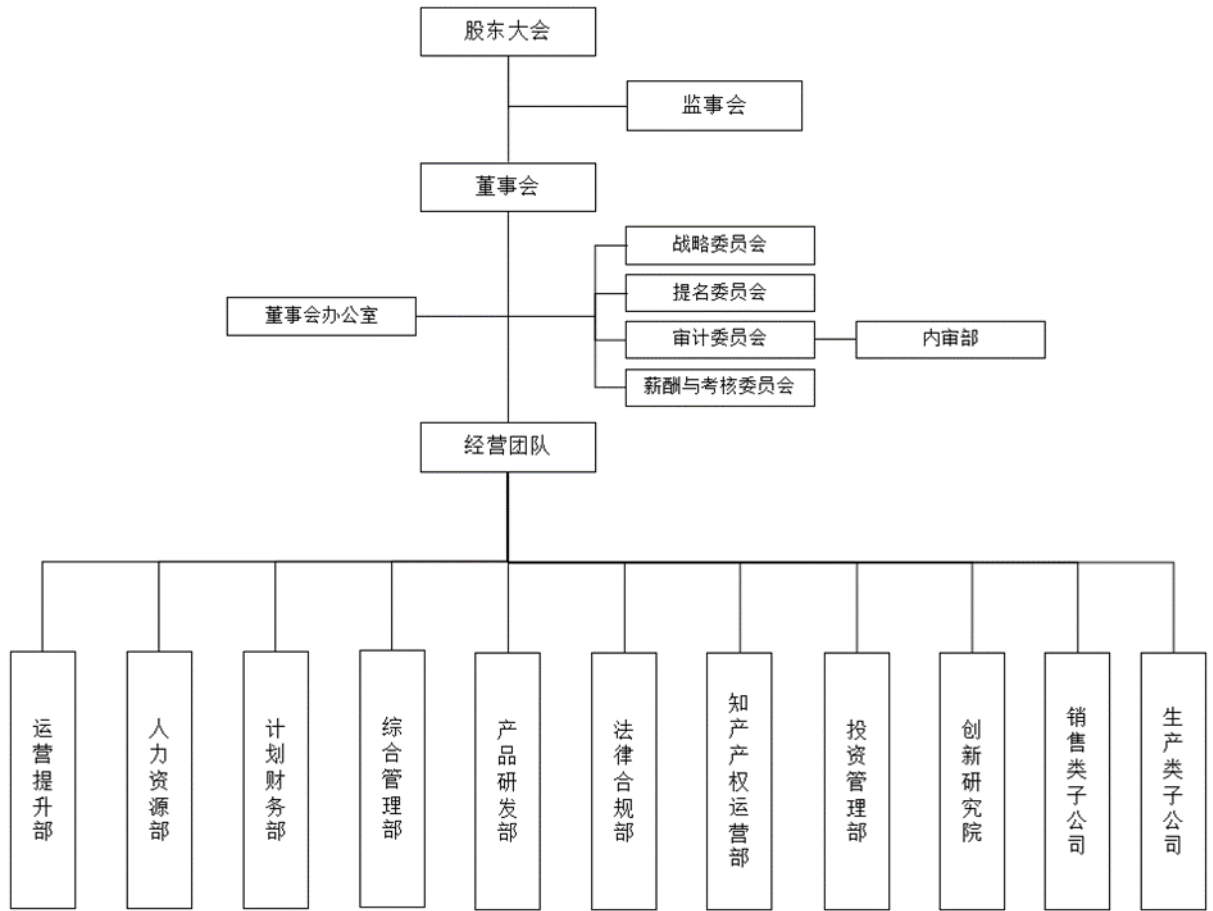 股东大会
监事会
董事会
战略委员会
提名委员会
董事会办公室
审计委员会
内审部
薪酬与考核委员会
经营团队
运营提升部
人力资源部
计划财务部
综合管理部
产品研发部
法律合规部
知产产权运营部
投资管理部
创新研究院
销售类子公司
生产类子公司